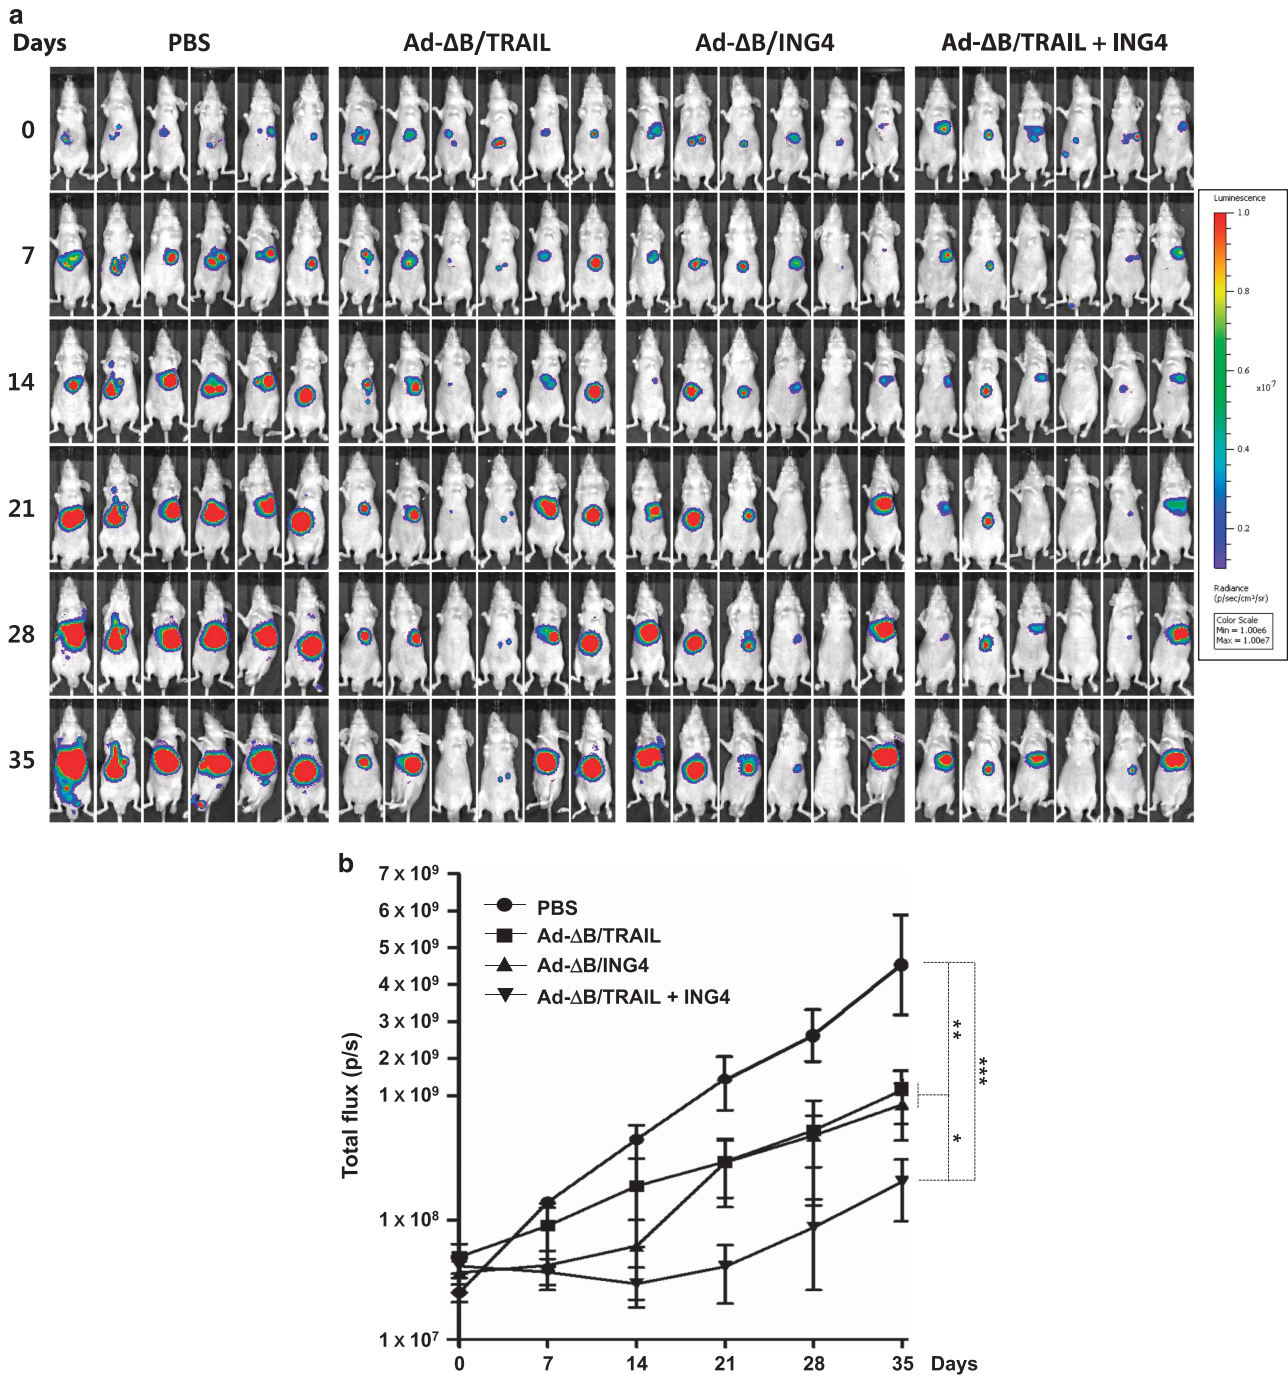 a
Days PBS Ad-ΔB/TRAIL Ad-ΔB/ING4 Ad-ΔB/TRAIL + ING4
0
7
14
21
28
35
Luminescence
1.0
0.8
0.6
x10⁷
0.4
0.2
Radiance
(p/sec/cm²/sr)
Color Scale
Min = 1.00e6
Max = 1.00e7
b
7 x 10⁹
6 x 10⁹
5 x 10⁹
4 x 10⁹
3 x 10⁹
2 x 10⁹
1 x 10⁹
1 x 10⁸
1 x 10⁷
Total flux (p/s)
PBS
Ad-ΔB/TRAIL
Ad-ΔB/ING4
Ad-ΔB/TRAIL + ING4
**
***
*
0 7 14 21 28 35 Days